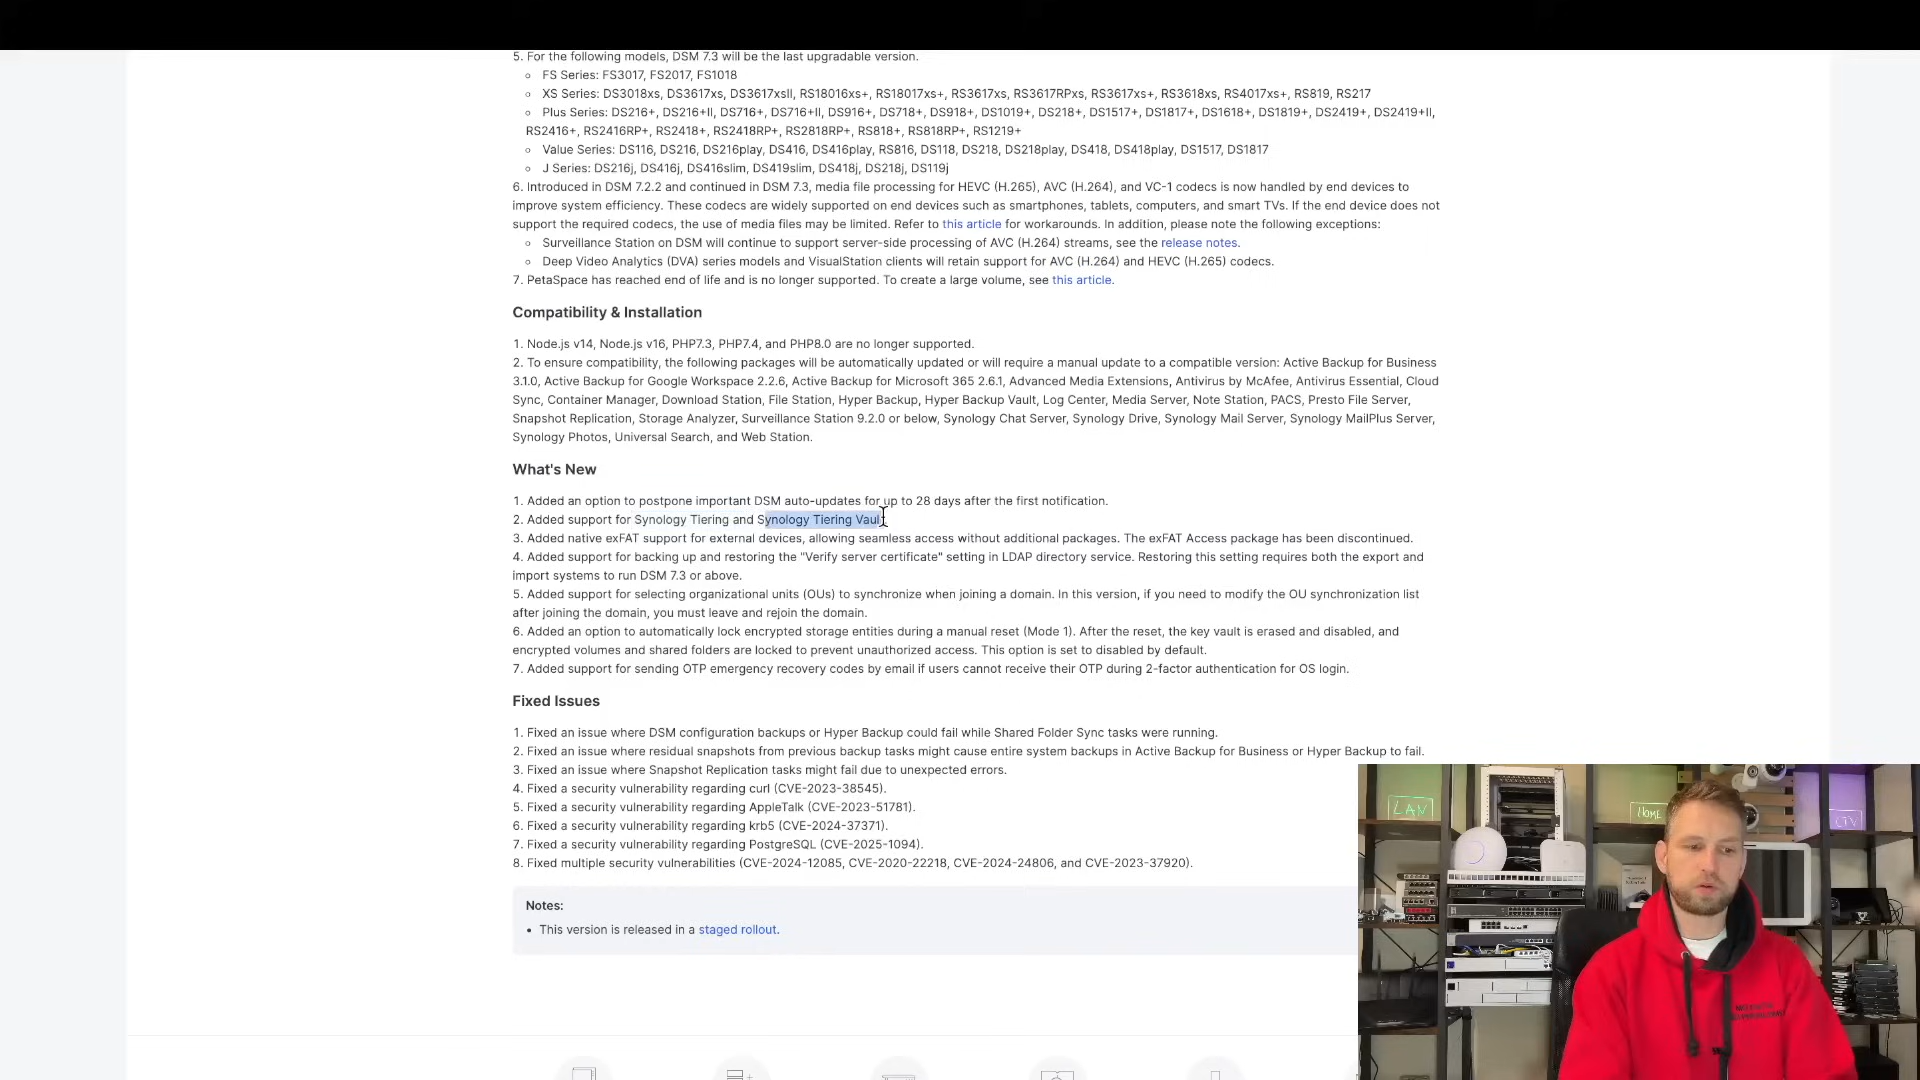 5. For the following models, DSM 7.3 will be the last upgradable version.
FS Series: FS3017, FS2017, FS1018
XS Series: DS3018xs, DS3617xs, DS3617xsII, RS18016xs+, RS18017xs+, RS3617xs, RS3617RPxs, RS3617xs+, RS3618xs, RS4017xs+, RS819, RS217
Plus Series: DS216+, DS216+II, DS716+, DS716+II, DS916+, DS718+, DS918+, DS1019+, DS218+, DS1517+, DS1817+, DS1618+, DS1819+, DS2419+, DS2419+II,
RS2416+, RS2416RP+, RS2418+, RS2418RP+, RS2818RP+, RS818+, RS818RP+, RS1219+
Value Series: DS116, DS216, DS216play, DS416, DS416play, RS816, DS118, DS218, DS218play, DS418, DS418play, DS1517, DS1817
J Series: DS216j, DS416j, DS416slim, DS419slim, DS418j, DS218j, DS119j
6. Introduced in DSM 7.2.2 and continued in DSM 7.3, media file processing for HEVC (H.265), AVC (H.264), and VC-1 codecs is now handled by end devices to
improve system efficiency. These codecs are widely supported on end devices such as smartphones, tablets, computers, and smart TVs. If the end device does not
support the required codecs, the use of media files may be limited. Refer to this article for workarounds. In addition, please note the following exceptions:
Surveillance Station on DSM will continue to support server-side processing of AVC (H.264) streams, see the release notes.
Deep Video Analytics (DVA) series models and VisualStation clients will retain support for AVC (H.264) and HEVC (H.265) codecs.
7. PetaSpace has reached end of life and is no longer supported. To create a large volume, see this article.
Compatibility & Installation
1. Node.js v14, Node.js v16, PHP7.3, PHP7.4, and PHP8.0 are no longer supported.
2. To ensure compatibility, the following packages will be automatically updated or will require a manual update to a compatible version: Active Backup for Business
3.1.0, Active Backup for Google Workspace 2.2.6, Active Backup for Microsoft 365 2.6.1, Advanced Media Extensions, Antivirus by McAfee, Antivirus Essential, Cloud
Sync, Container Manager, Download Station, File Station, Hyper Backup, Hyper Backup Vault, Log Center, Media Server, Note Station, PACS, Presto File Server,
Snapshot Replication, Storage Analyzer, Surveillance Station 9.2.0 or below, Synology Chat Server, Synology Drive, Synology Mail Server, Synology MailPlus Server,
Synology Photos, Universal Search, and Web Station.
What's New
1. Added an option to postpone important DSM auto-updates for up to 28 days after the first notification.
2. Added support for Synology Tiering and Synology Tiering Vault
3. Added native exFAT support for external devices, allowing seamless access without additional packages. The exFAT Access package has been discontinued.
4. Added support for backing up and restoring the "Verify server certificate" setting in LDAP directory service. Restoring this setting requires both the export and
import systems to run DSM 7.3 or above.
5. Added support for selecting organizational units (OUs) to synchronize when joining a domain. In this version, if you need to modify the OU synchronization list
after joining the domain, you must leave and rejoin the domain.
6. Added an option to automatically lock encrypted storage entities during a manual reset (Mode 1). After the reset, the key vault is erased and disabled, and
encrypted volumes and shared folders are locked to prevent unauthorized access. This option is set to disabled by default.
7. Added support for sending OTP emergency recovery codes by email if users cannot receive their OTP during 2-factor authentication for OS login.
Fixed Issues
1. Fixed an issue where DSM configuration backups or Hyper Backup could fail while Shared Folder Sync tasks were running.
2. Fixed an issue where residual snapshots from previous backup tasks might cause entire system backups in Active Backup for Business or Hyper Backup to fail.
3. Fixed an issue where Snapshot Replication tasks might fail due to unexpected errors.
4. Fixed a security vulnerability regarding curl (CVE-2023-38545).
5. Fixed a security vulnerability regarding AppleTalk (CVE-2023-51781).
6. Fixed a security vulnerability regarding krb5 (CVE-2024-37371).
7. Fixed a security vulnerability regarding PostgreSQL (CVE-2025-1094).
8. Fixed multiple security vulnerabilities (CVE-2024-12085, CVE-2020-22218, CVE-2024-24806, and CVE-2023-37920).
Notes:
• This version is released in a staged rollout.
LAN
HOME
CTV